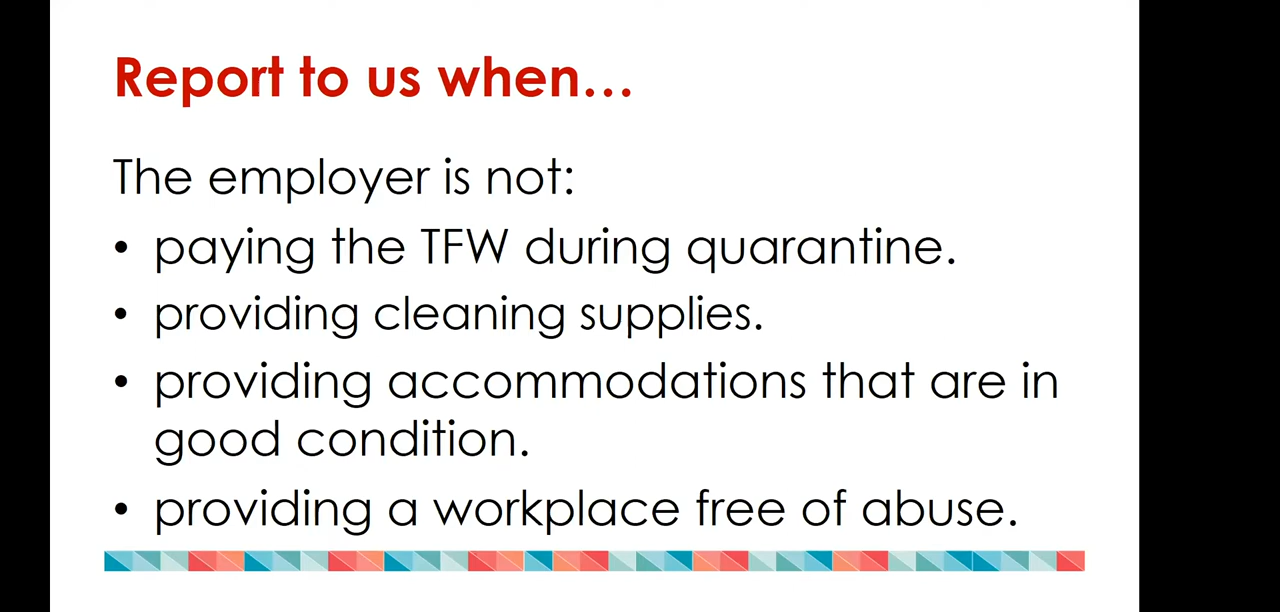 Report to us when…
The employer is not:
• paying the TFW during quarantine.
• providing cleaning supplies.
• providing accommodations that are in
good condition.
• providing a workplace free of abuse.